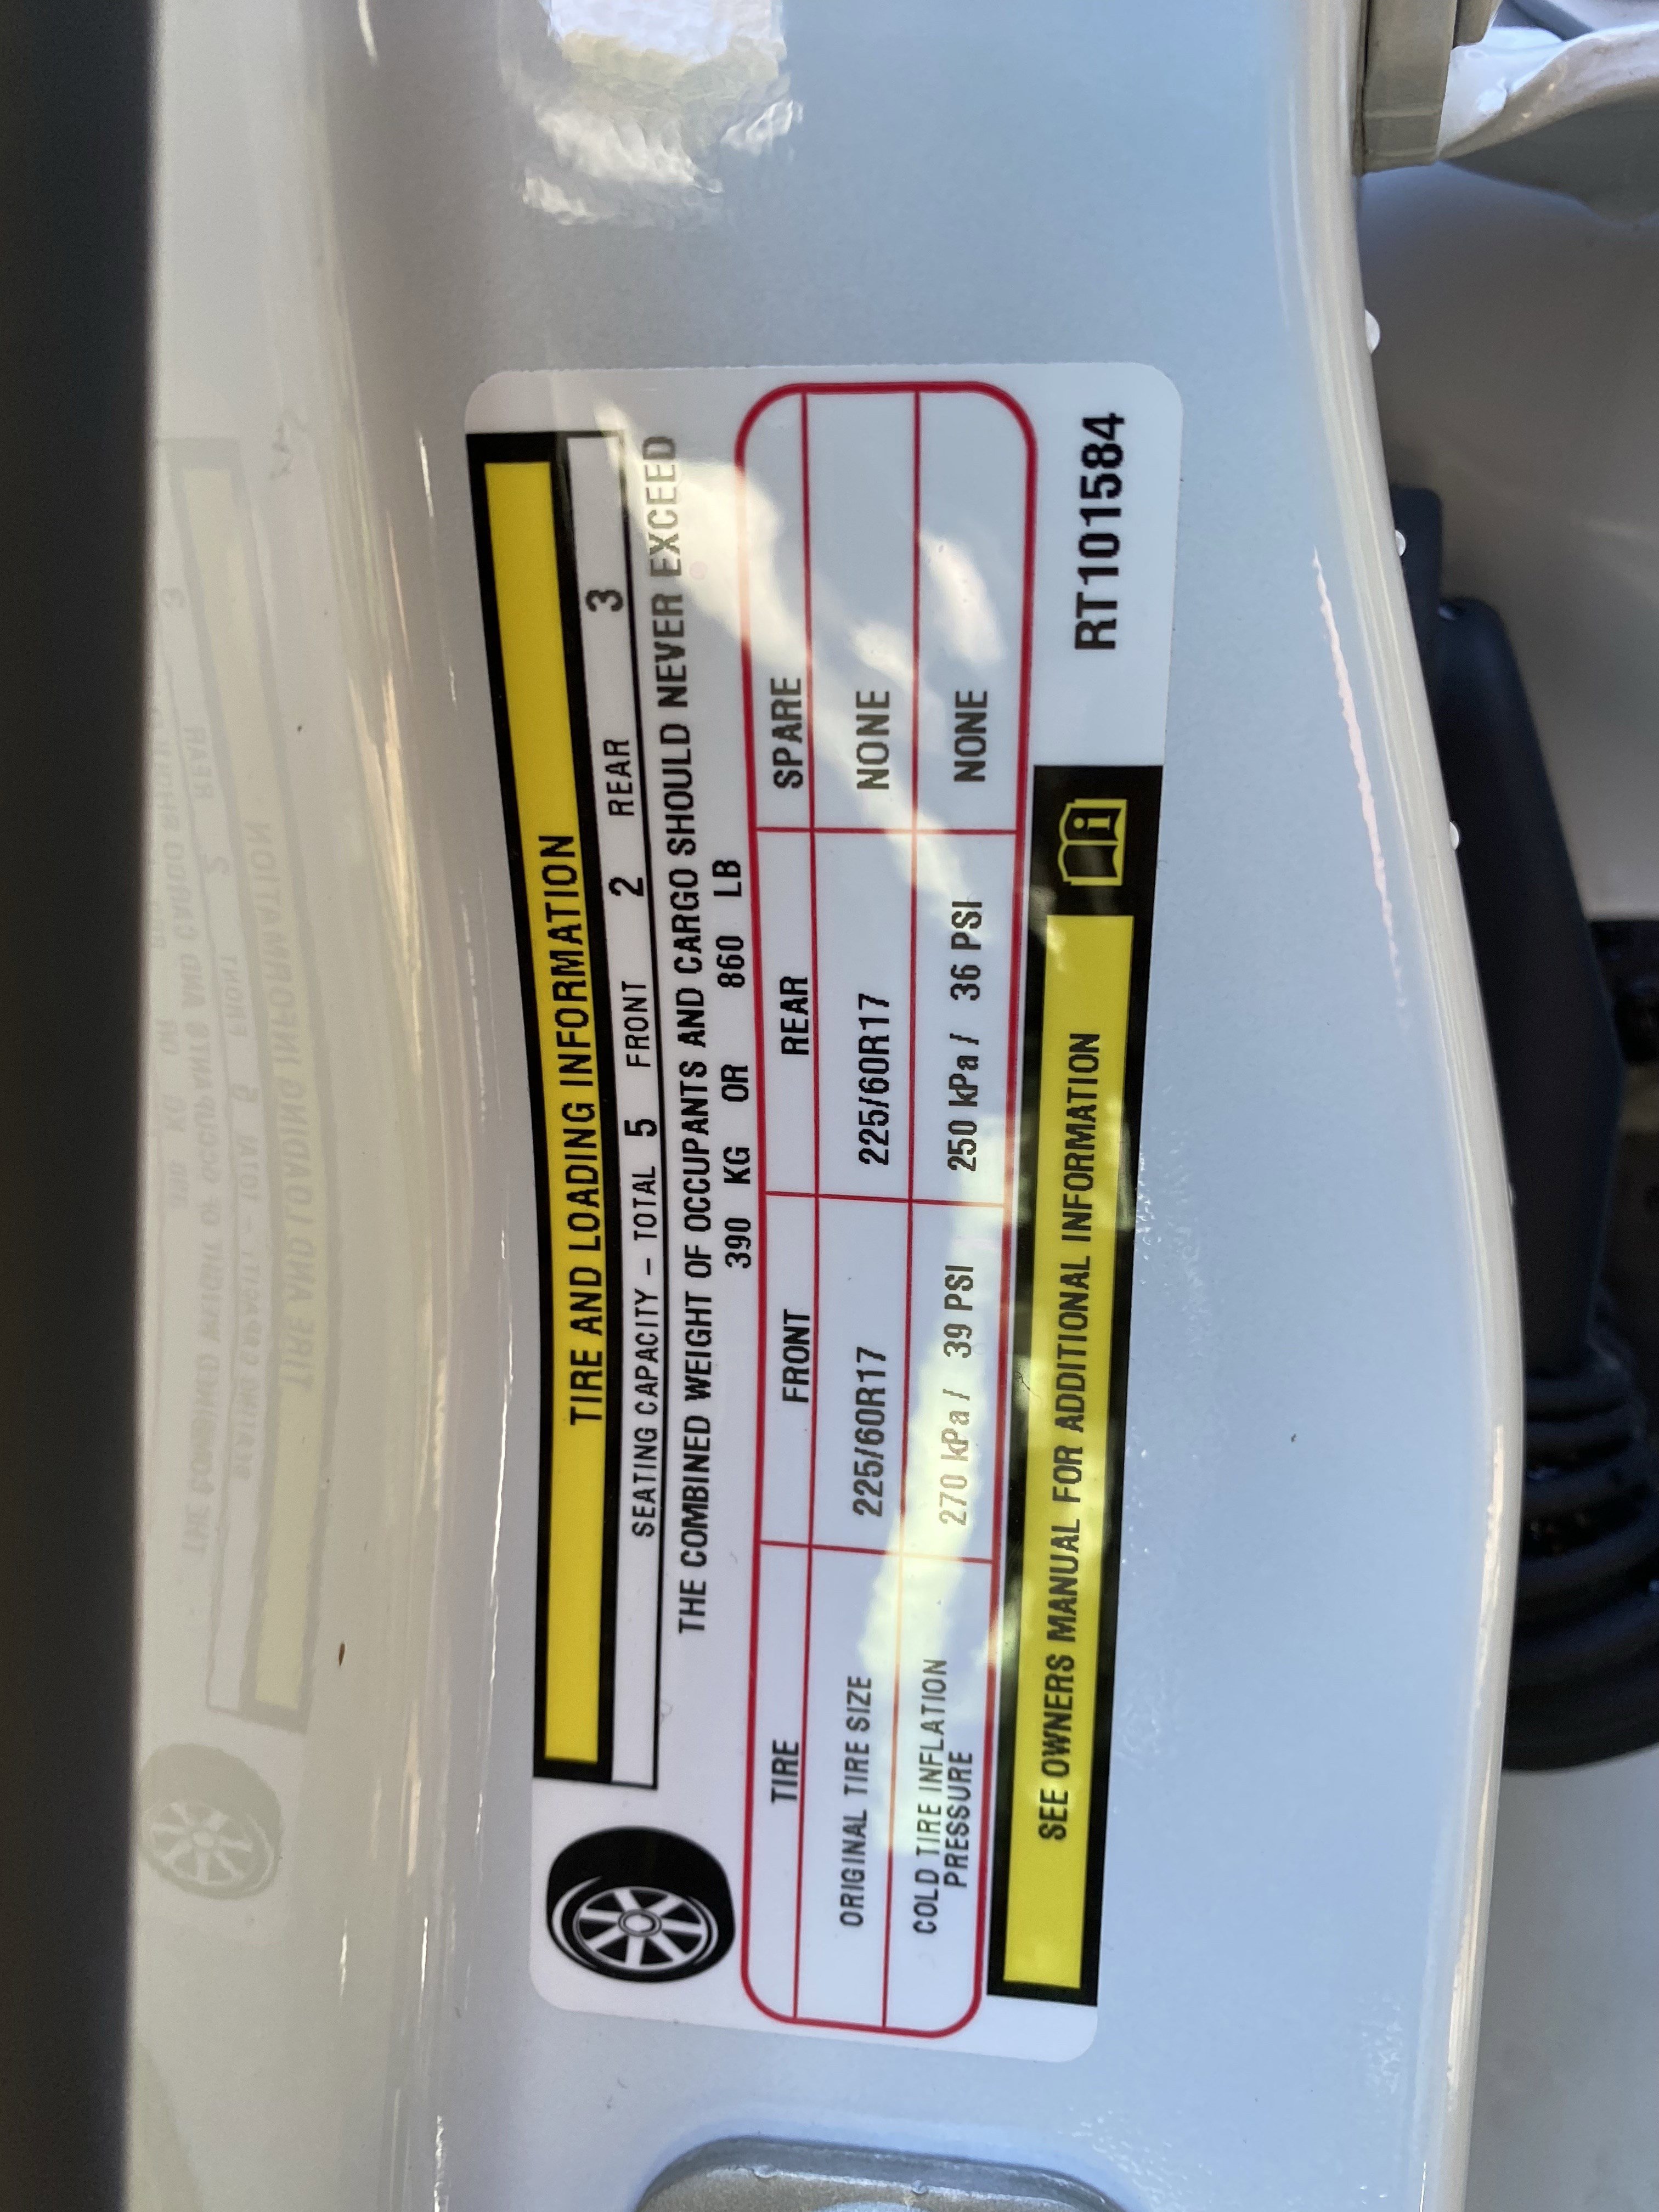 TIRE AND LOADING INFORMATION
SEATING CAPACITY – TOTAL 5 FRONT 2 REAR 3
THE COMBINED WEIGHT OF OCCUPANTS AND CARGO SHOULD NEVER EXCEED
390 KG OR 860 LB
TIRE FRONT REAR SPARE
ORIGINAL TIRE SIZE 225/60R17 225/60R17 NONE
COLD TIRE INFLATION PRESSURE 270 kPa / 39 PSI 250 kPa / 36 PSI NONE
SEE OWNERS MANUAL FOR ADDITIONAL INFORMATION
RT101584